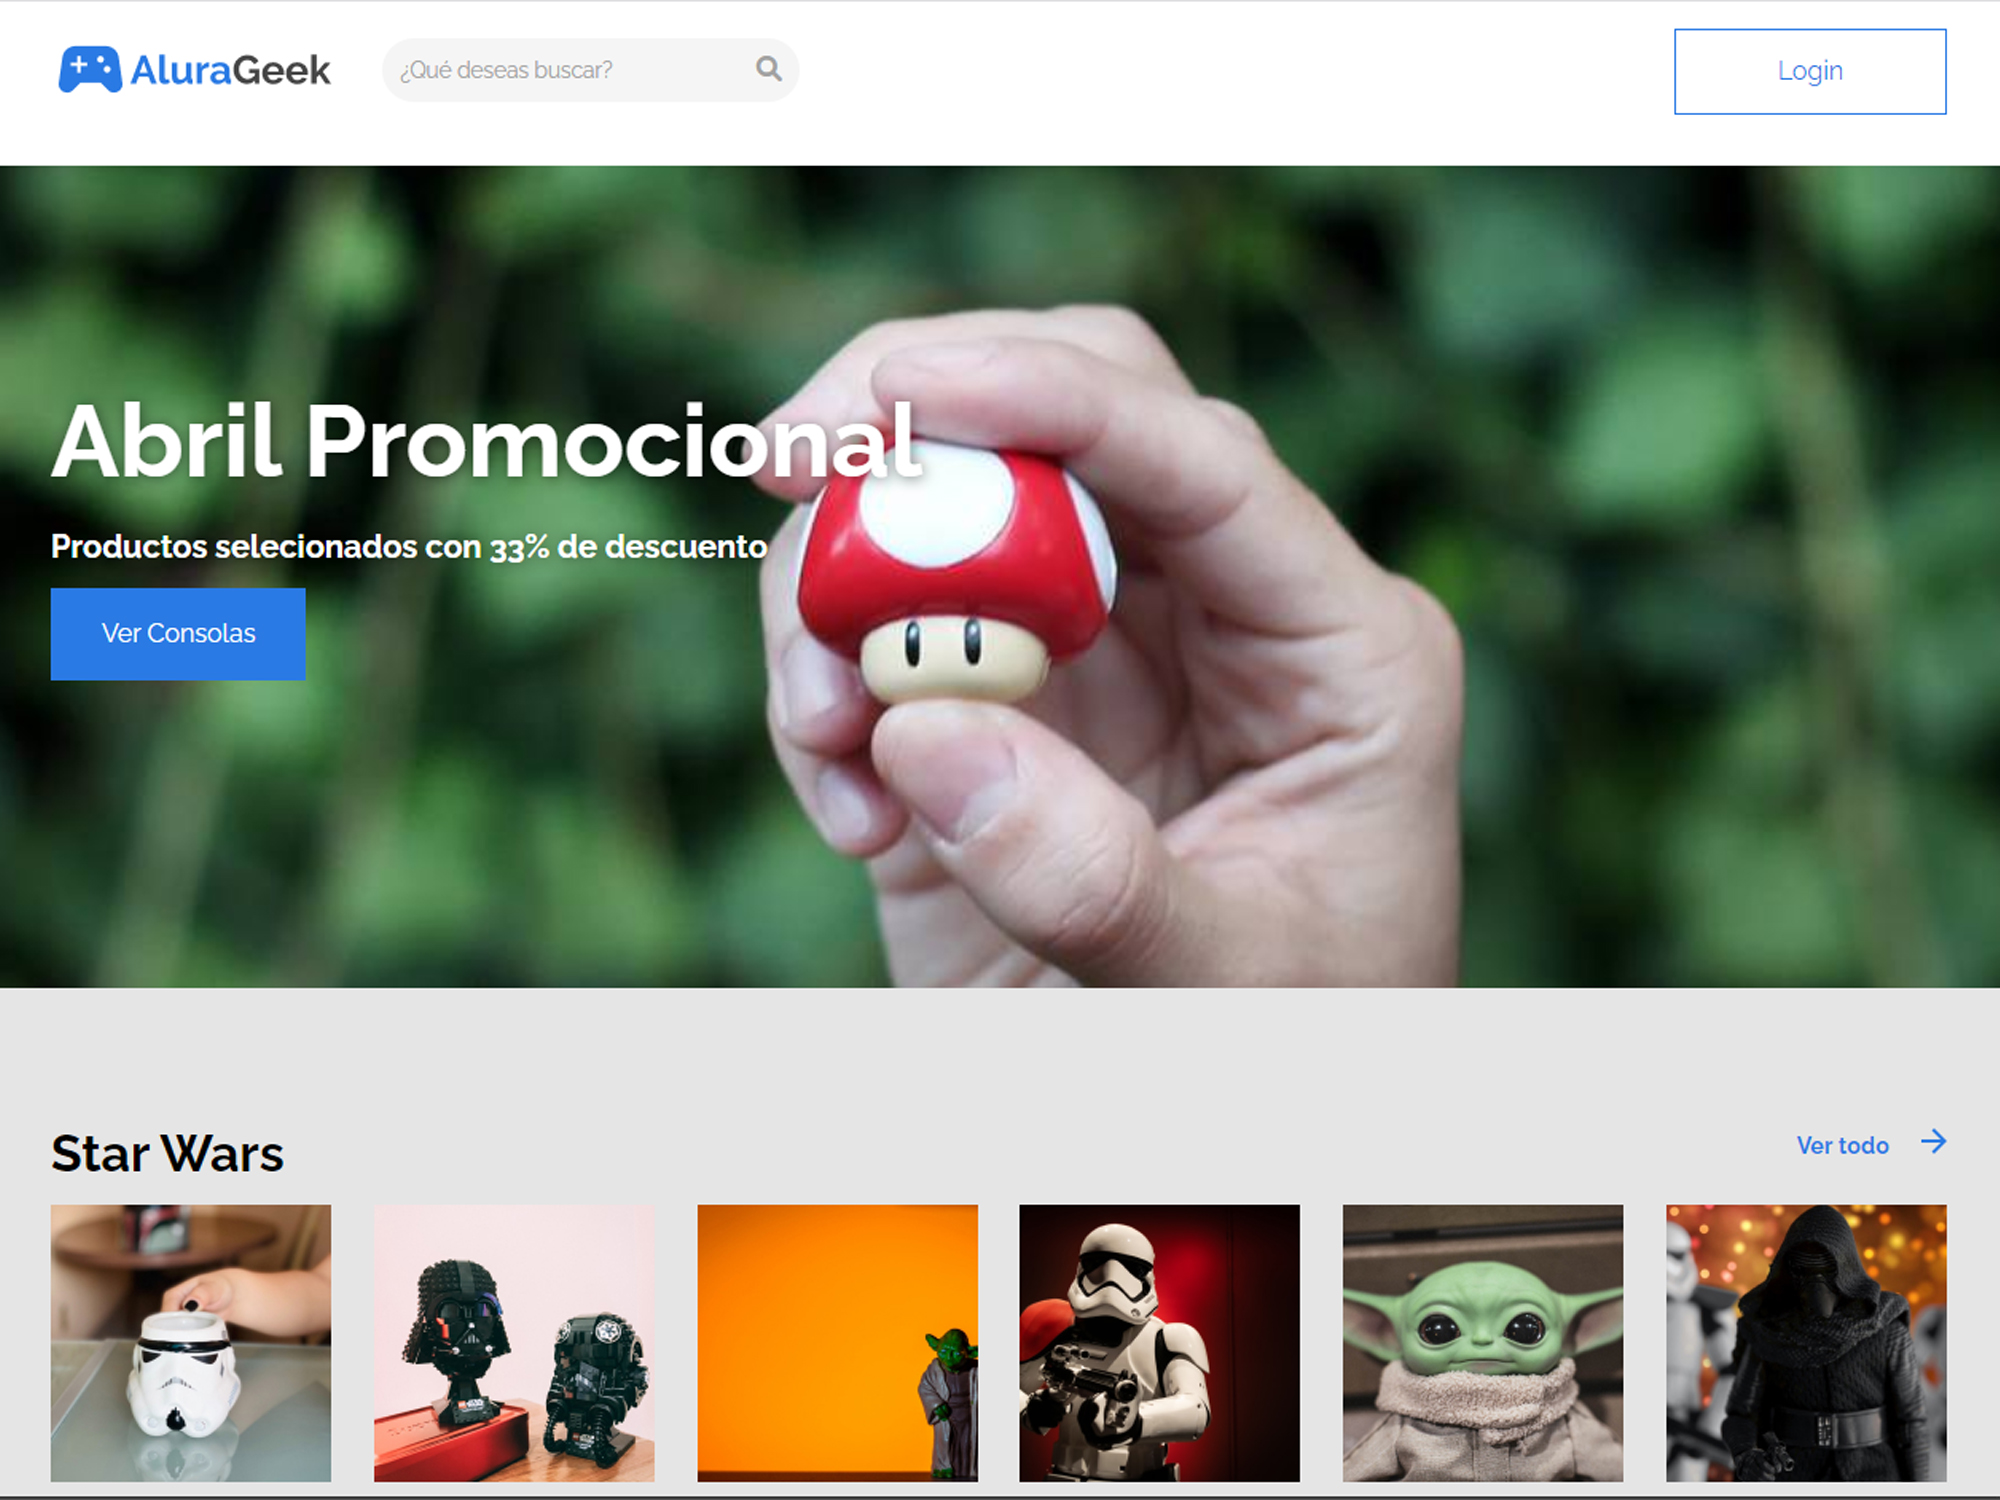 AluraGeek
¿Qué deseas buscar?
Login
Abril Promocional
Productos selecionados con 33% de descuento
Ver Consolas
Star Wars
Ver todo